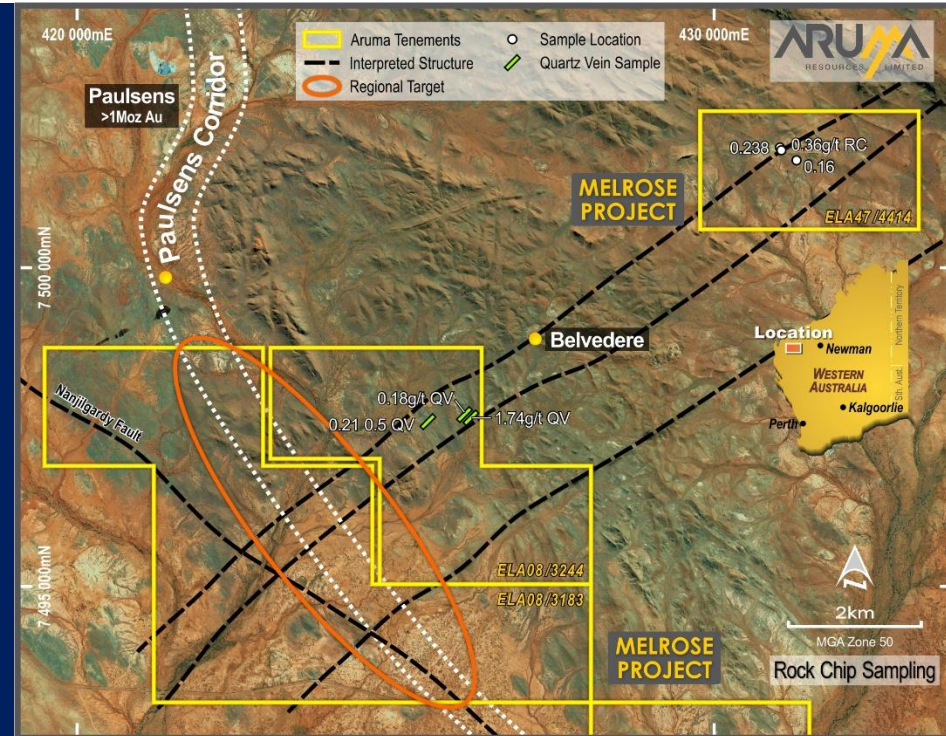 420 000mE
430 000mE
Aruma Tenements
Interpreted Structure
Regional Target
Sample Location
Quartz Vein Sample
ARUMA
RESOURCES LIMITED
Paulsens
>1Moz Au
Paulsens Corridor
MELROSE
PROJECT
0.238
0.36g/t RC
0.16
ELA47/4414
7 500 000mN
Belvedere
Location
Newman
WESTERN
AUSTRALIA
Kalgoorlie
Perth
Northern Territory
Sth. Aust.
Nanjilgardy Fault
0.18g/t QV
0.21 0.5 QV
1.74g/t QV
ELA08/3244
ELA08/3183
7 495 000mN
MELROSE
PROJECT
2km
MGA Zone 50
Rock Chip Sampling